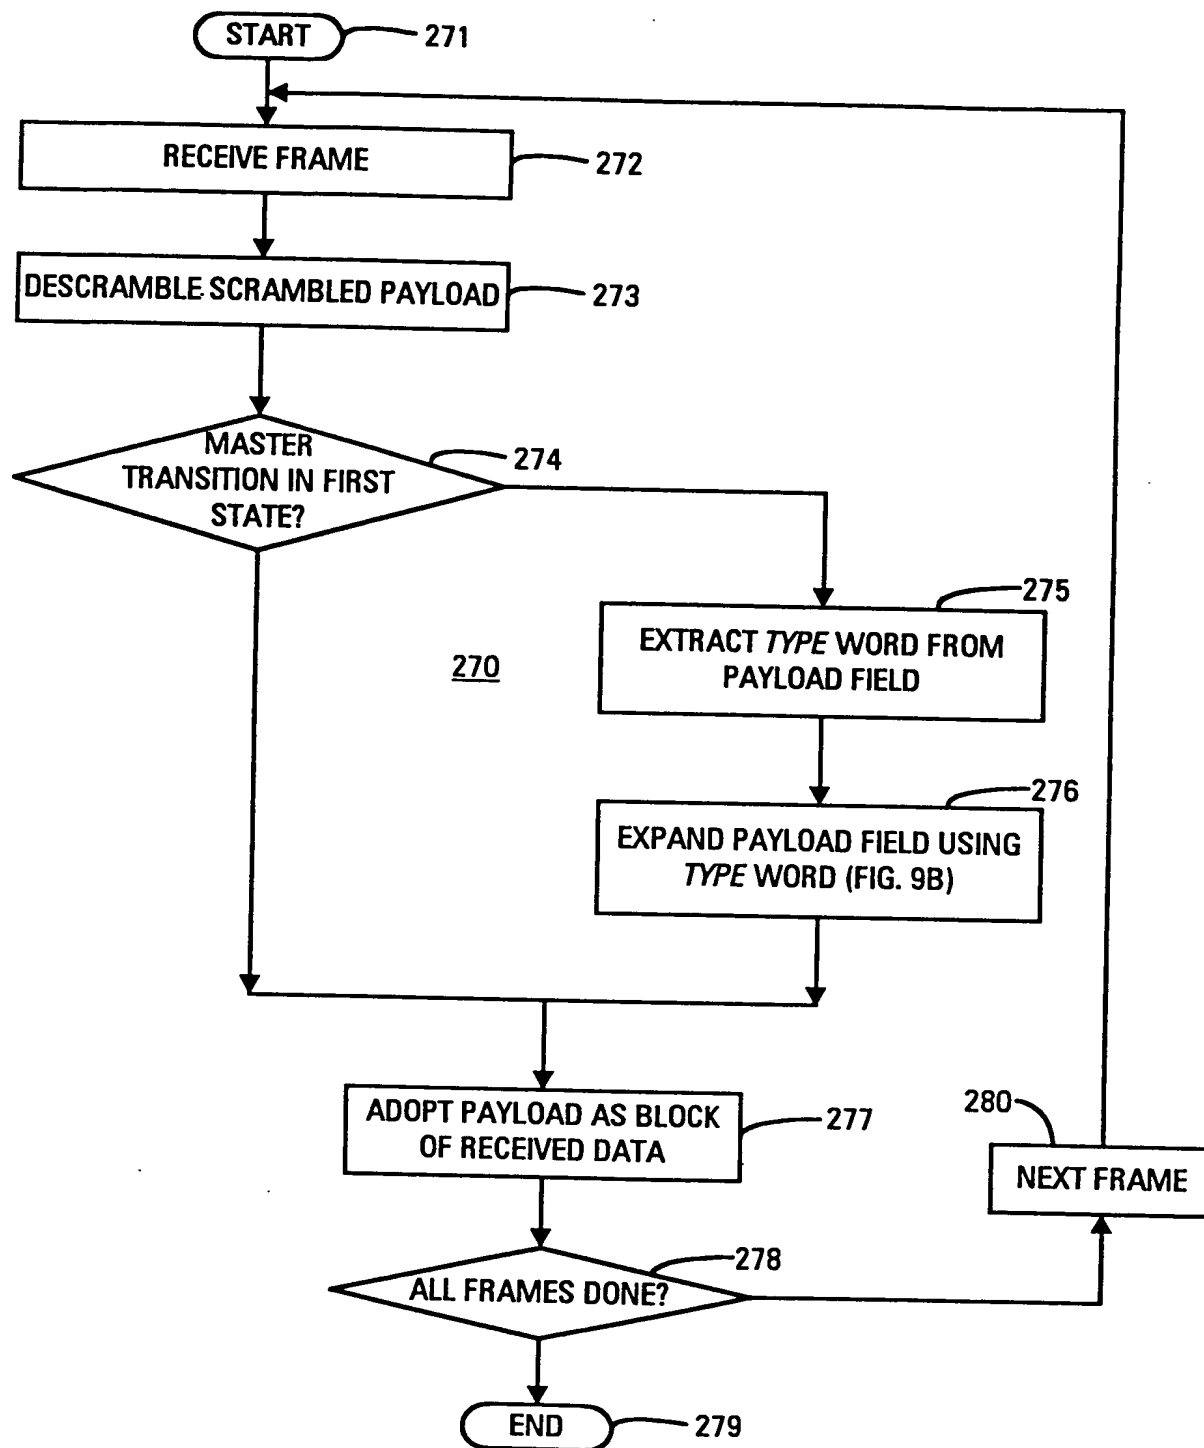 START
271
RECEIVE FRAME
272
DESCRAMBLE SCRAMBLED PAYLOAD
273
MASTER
TRANSITION IN FIRST
STATE?
274
275
EXTRACT TYPE WORD FROM
PAYLOAD FIELD
270
276
EXPAND PAYLOAD FIELD USING
TYPE WORD (FIG. 9B)
ADOPT PAYLOAD AS BLOCK
OF RECEIVED DATA
277
280
NEXT FRAME
278
ALL FRAMES DONE?
END
279